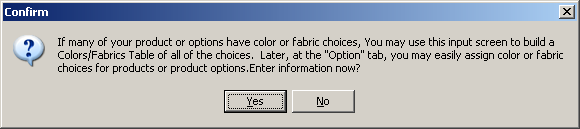 Confirm
If many of your product or options have color or fabric choices, You may use this input screen to build a
Colors/Fabrics Table of all of the choices.  Later, at the "Option" tab, you may easily assign color or fabric
choices for products or product options.Enter information now?
Yes No